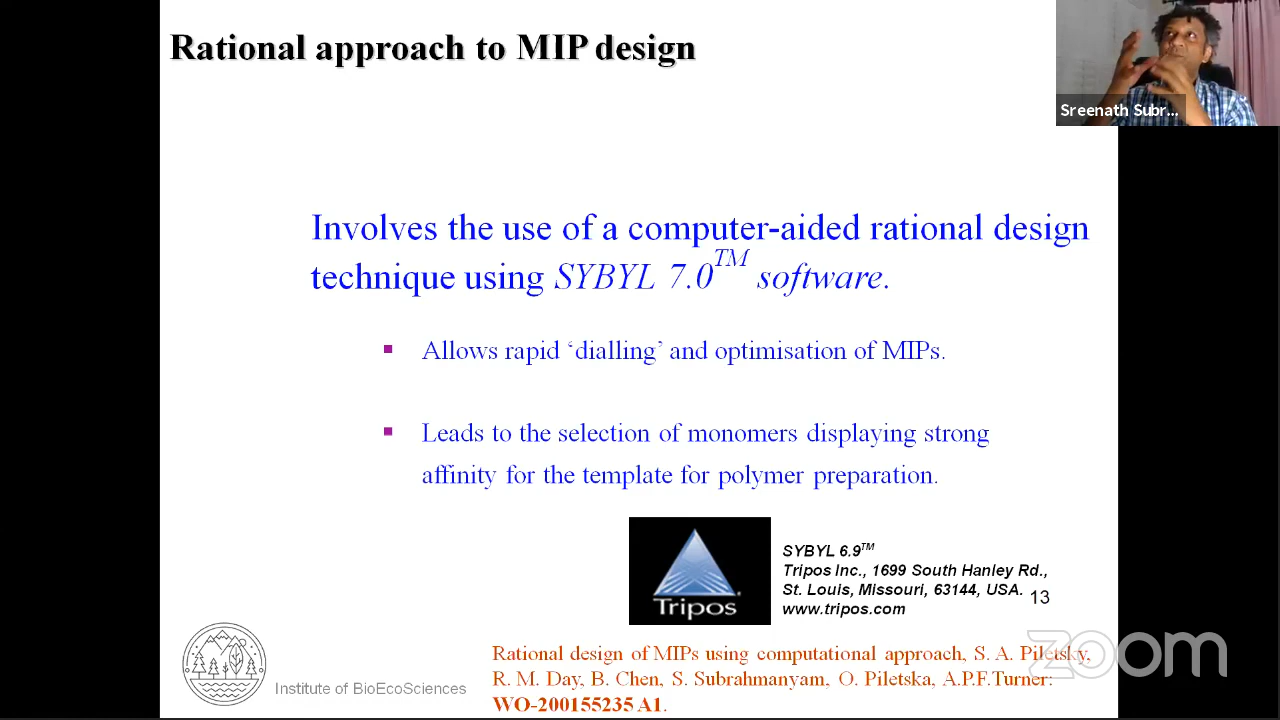 Rational approach to MIP design
Sreenath Subr...
Involves the use of a computer-aided rational design
technique using SYBYL 7.0TM software.
Allows rapid ‘dialling’ and optimisation of MIPs.
Leads to the selection of monomers displaying strong
affinity for the template for polymer preparation.
Tripos
SYBYL 6.9TM
Tripos Inc., 1699 South Hanley Rd.,
St. Louis, Missouri, 63144, USA.
www.tripos.com
13
zoom
Institute of BioEcoSciences
Rational design of MIPs using computational approach, S. A. Piletsky,
R. M. Day, B. Chen, S. Subrahmanyam, O. Piletska, A.P.F.Turner:
WO-200155235 A1.